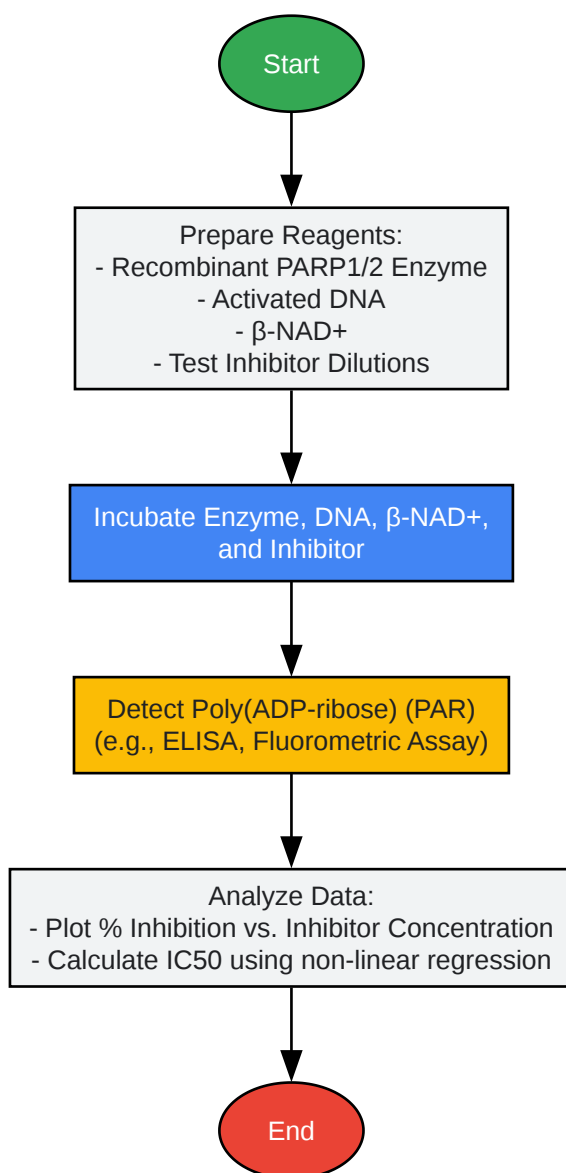 Start
Prepare Reagents:
- Recombinant PARP1/2 Enzyme
- Activated DNA
- β-NAD+
- Test Inhibitor Dilutions
Incubate Enzyme, DNA, β-NAD+,
and Inhibitor
Detect Poly(ADP-ribose) (PAR)
(e.g., ELISA, Fluorometric Assay)
Analyze Data:
- Plot % Inhibition vs. Inhibitor Concentration
- Calculate IC50 using non-linear regression
End